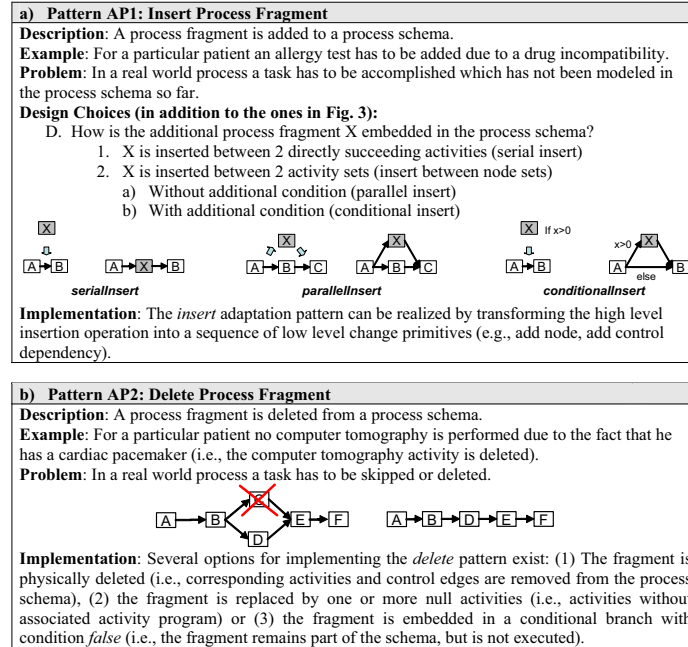 a) Pattern AP1: Insert Process Fragment
Description: A process fragment is added to a process schema.
Example: For a particular patient an allergy test has to be added due to a drug incompatibility.
Problem: In a real world process a task has to be accomplished which has not been modeled in
the process schema so far.
Design Choices (in addition to the ones in Fig. 3):
D. How is the additional process fragment X embedded in the process schema?
1. X is inserted between 2 directly succeeding activities (serial insert)
2. X is inserted between 2 activity sets (insert between node sets)
a) Without additional condition (parallel insert)
b) With additional condition (conditional insert)
X X X X If x>0 x>0 X
A B A X B A B C A B C A B A else B
serialInsert parallelInsert conditionalInsert
Implementation: The insert adaptation pattern can be realized by transforming the high level
insertion operation into a sequence of low level change primitives (e.g., add node, add control
dependency).
b) Pattern AP2: Delete Process Fragment
Description: A process fragment is deleted from a process schema.
Example: For a particular patient no computer tomography is performed due to the fact that he
has a cardiac pacemaker (i.e., the computer tomography activity is deleted).
Problem: In a real world process a task has to be skipped or deleted.
C
A B E F A B D E F
D
Implementation: Several options for implementing the delete pattern exist: (1) The fragment is
physically deleted (i.e., corresponding activities and control edges are removed from the process
schema), (2) the fragment is replaced by one or more null activities (i.e., activities without
associated activity program) or (3) the fragment is embedded in a conditional branch with
condition false (i.e., the fragment remains part of the schema, but is not executed).